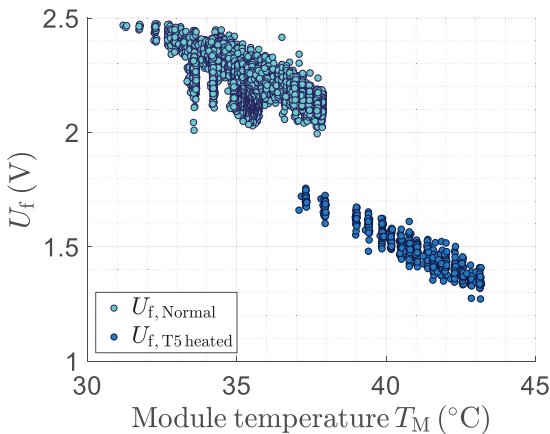 2.5
2
1.5
1
U_f (V)
U_f, Normal
U_f, T5 heated
30 35 40 45
Module temperature T_M (°C)